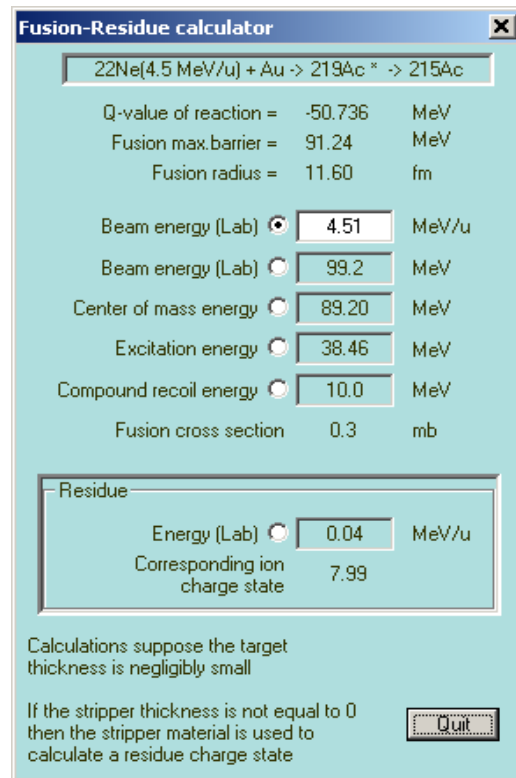 Fusion-Residue calculator
22Ne(4.5 MeV/u) + Au -> 219Ac * -> 215Ac
Q-value of reaction = -50.736 MeV
Fusion max.barrier = 91.24 MeV
Fusion radius = 11.60 fm
Beam energy (Lab) 4.51 MeV/u
Beam energy (Lab) 99.2 MeV
Center of mass energy 89.20 MeV
Excitation energy 38.46 MeV
Compound recoil energy 10.0 MeV
Fusion cross section 0.3 mb
Residue
Energy (Lab) 0.04 MeV/u
Corresponding ion
charge state 7.99
Calculations suppose the target
thickness is negligibly small
If the stripper thickness is not equal to 0
then the stripper material is used to
calculate a residue charge state
Quit